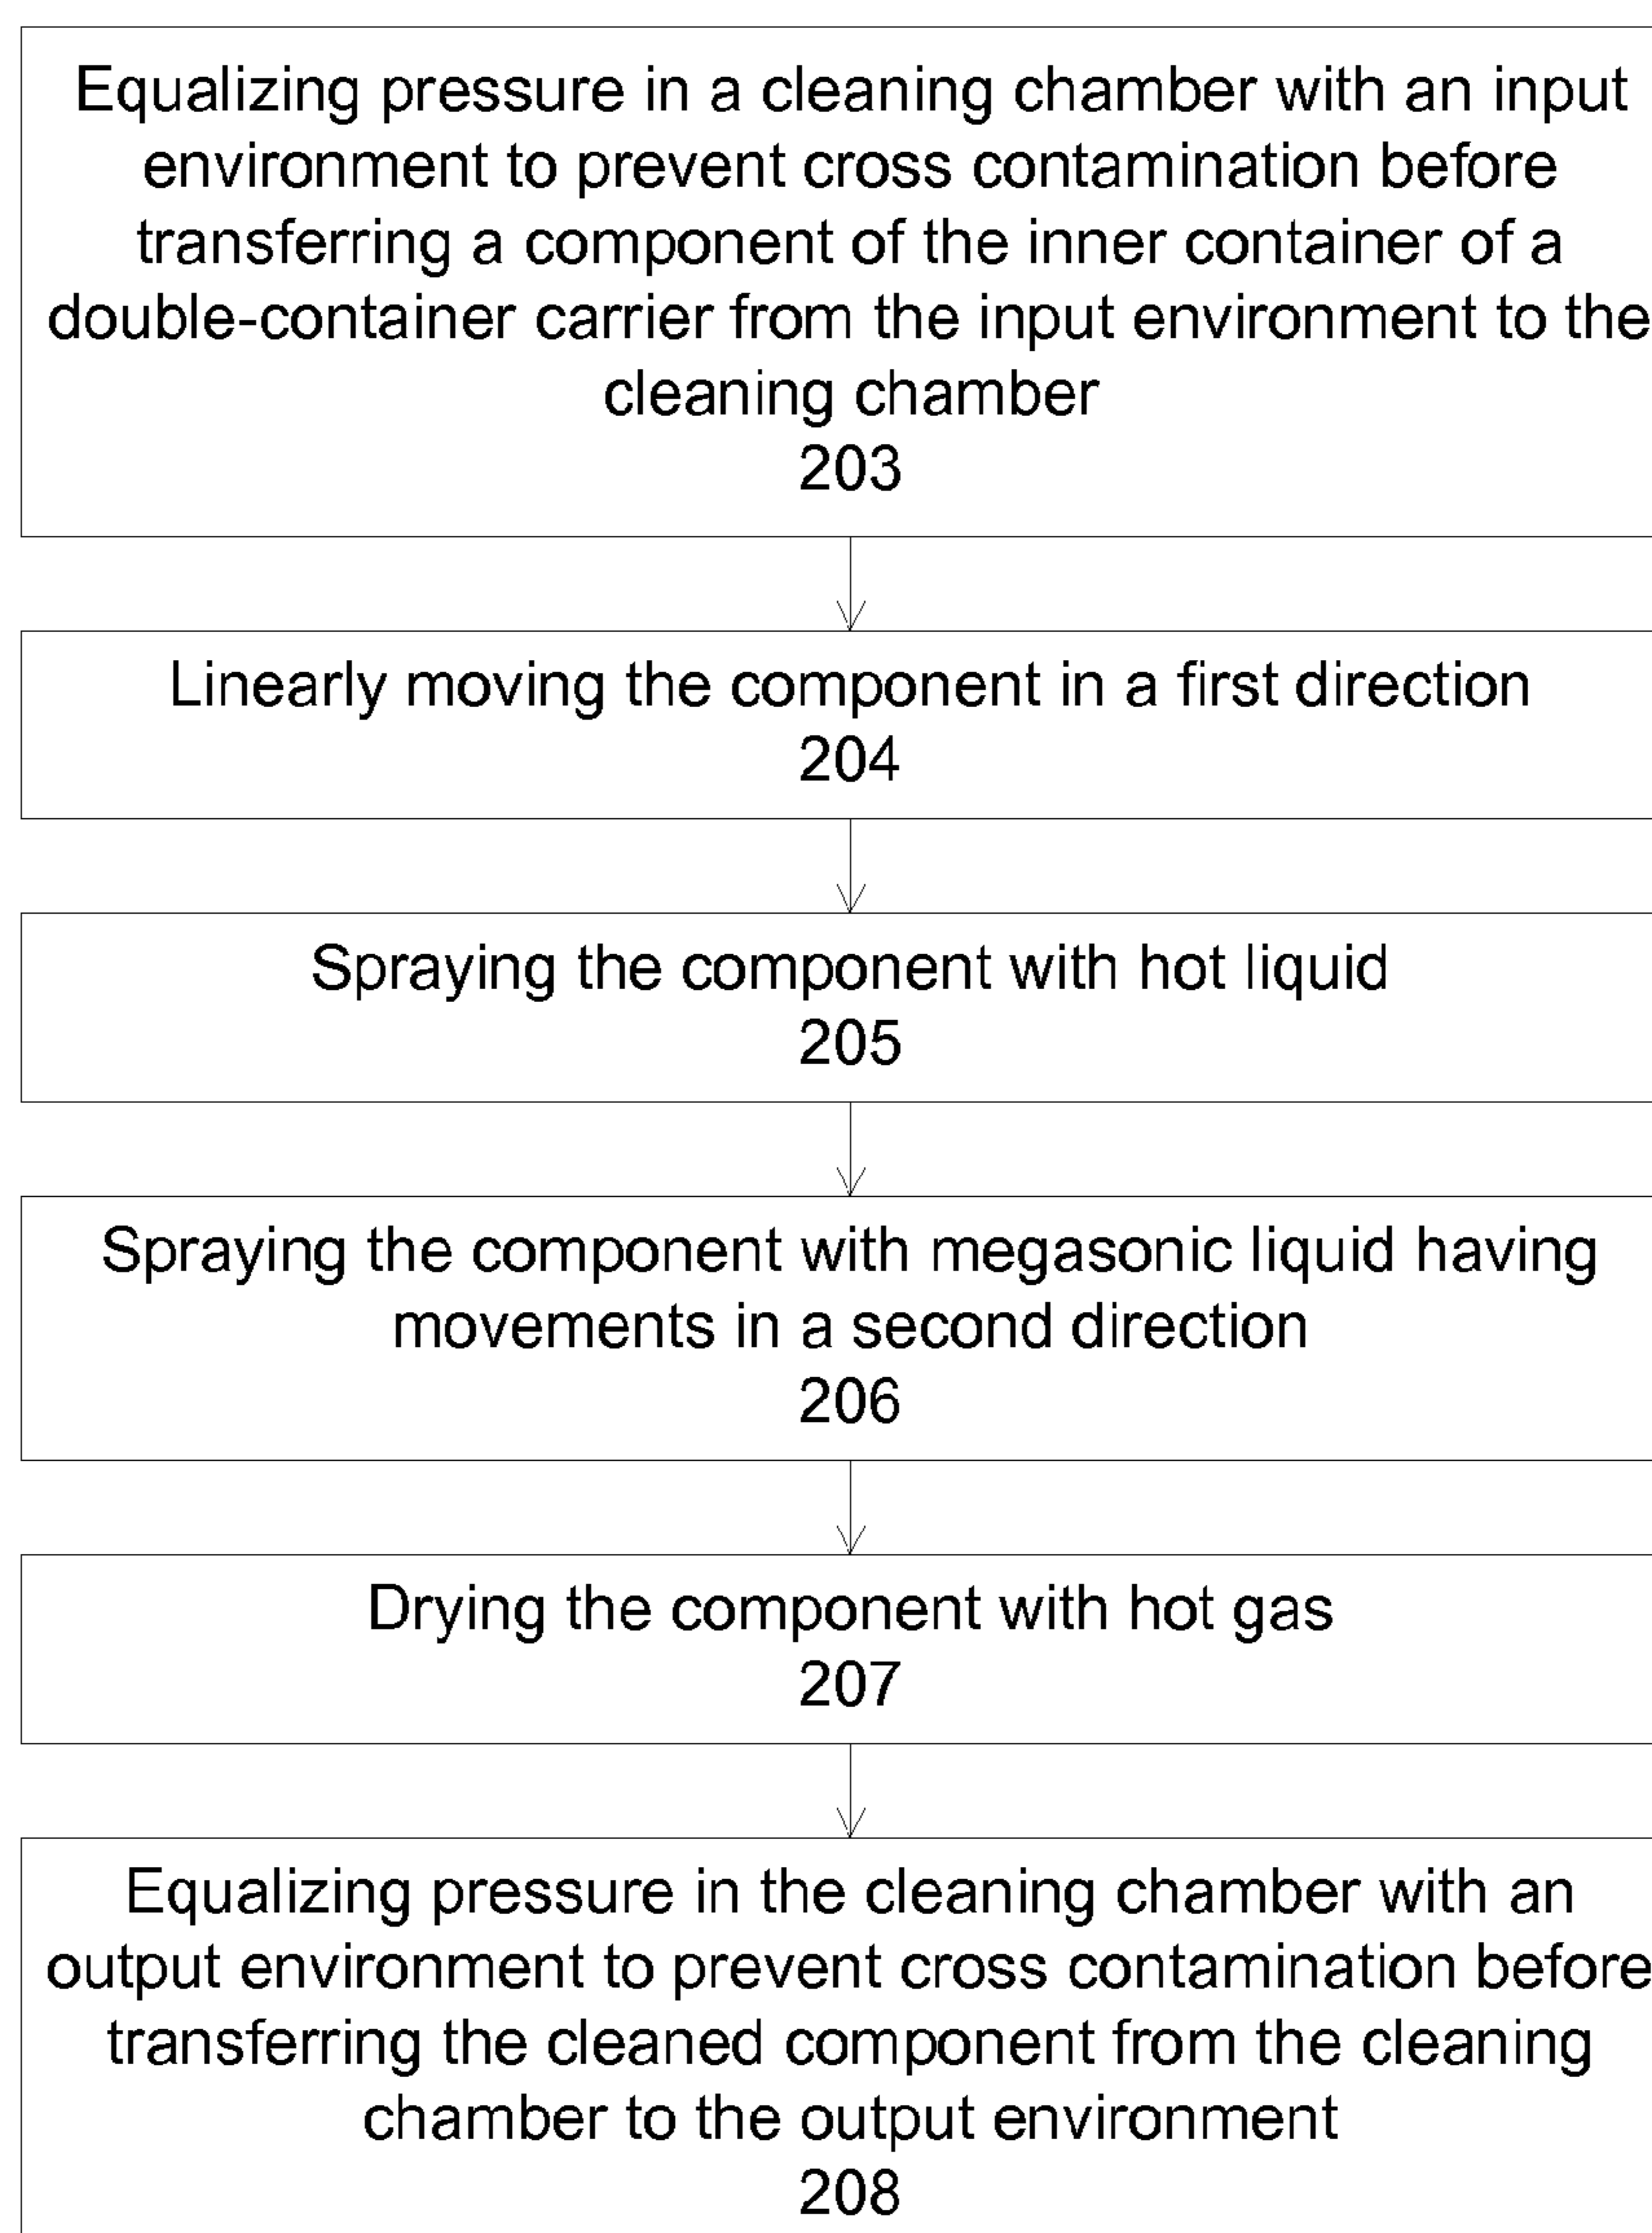 Equalizing pressure in a cleaning chamber with an input
environment to prevent cross contamination before
transferring a component of the inner container of a
double-container carrier from the input environment to the
cleaning chamber
203
Linearly moving the component in a first direction
204
Spraying the component with hot liquid
205
Spraying the component with megasonic liquid having
movements in a second direction
206
Drying the component with hot gas
207
Equalizing pressure in the cleaning chamber with an
output environment to prevent cross contamination before
transferring the cleaned component from the cleaning
chamber to the output environment
208